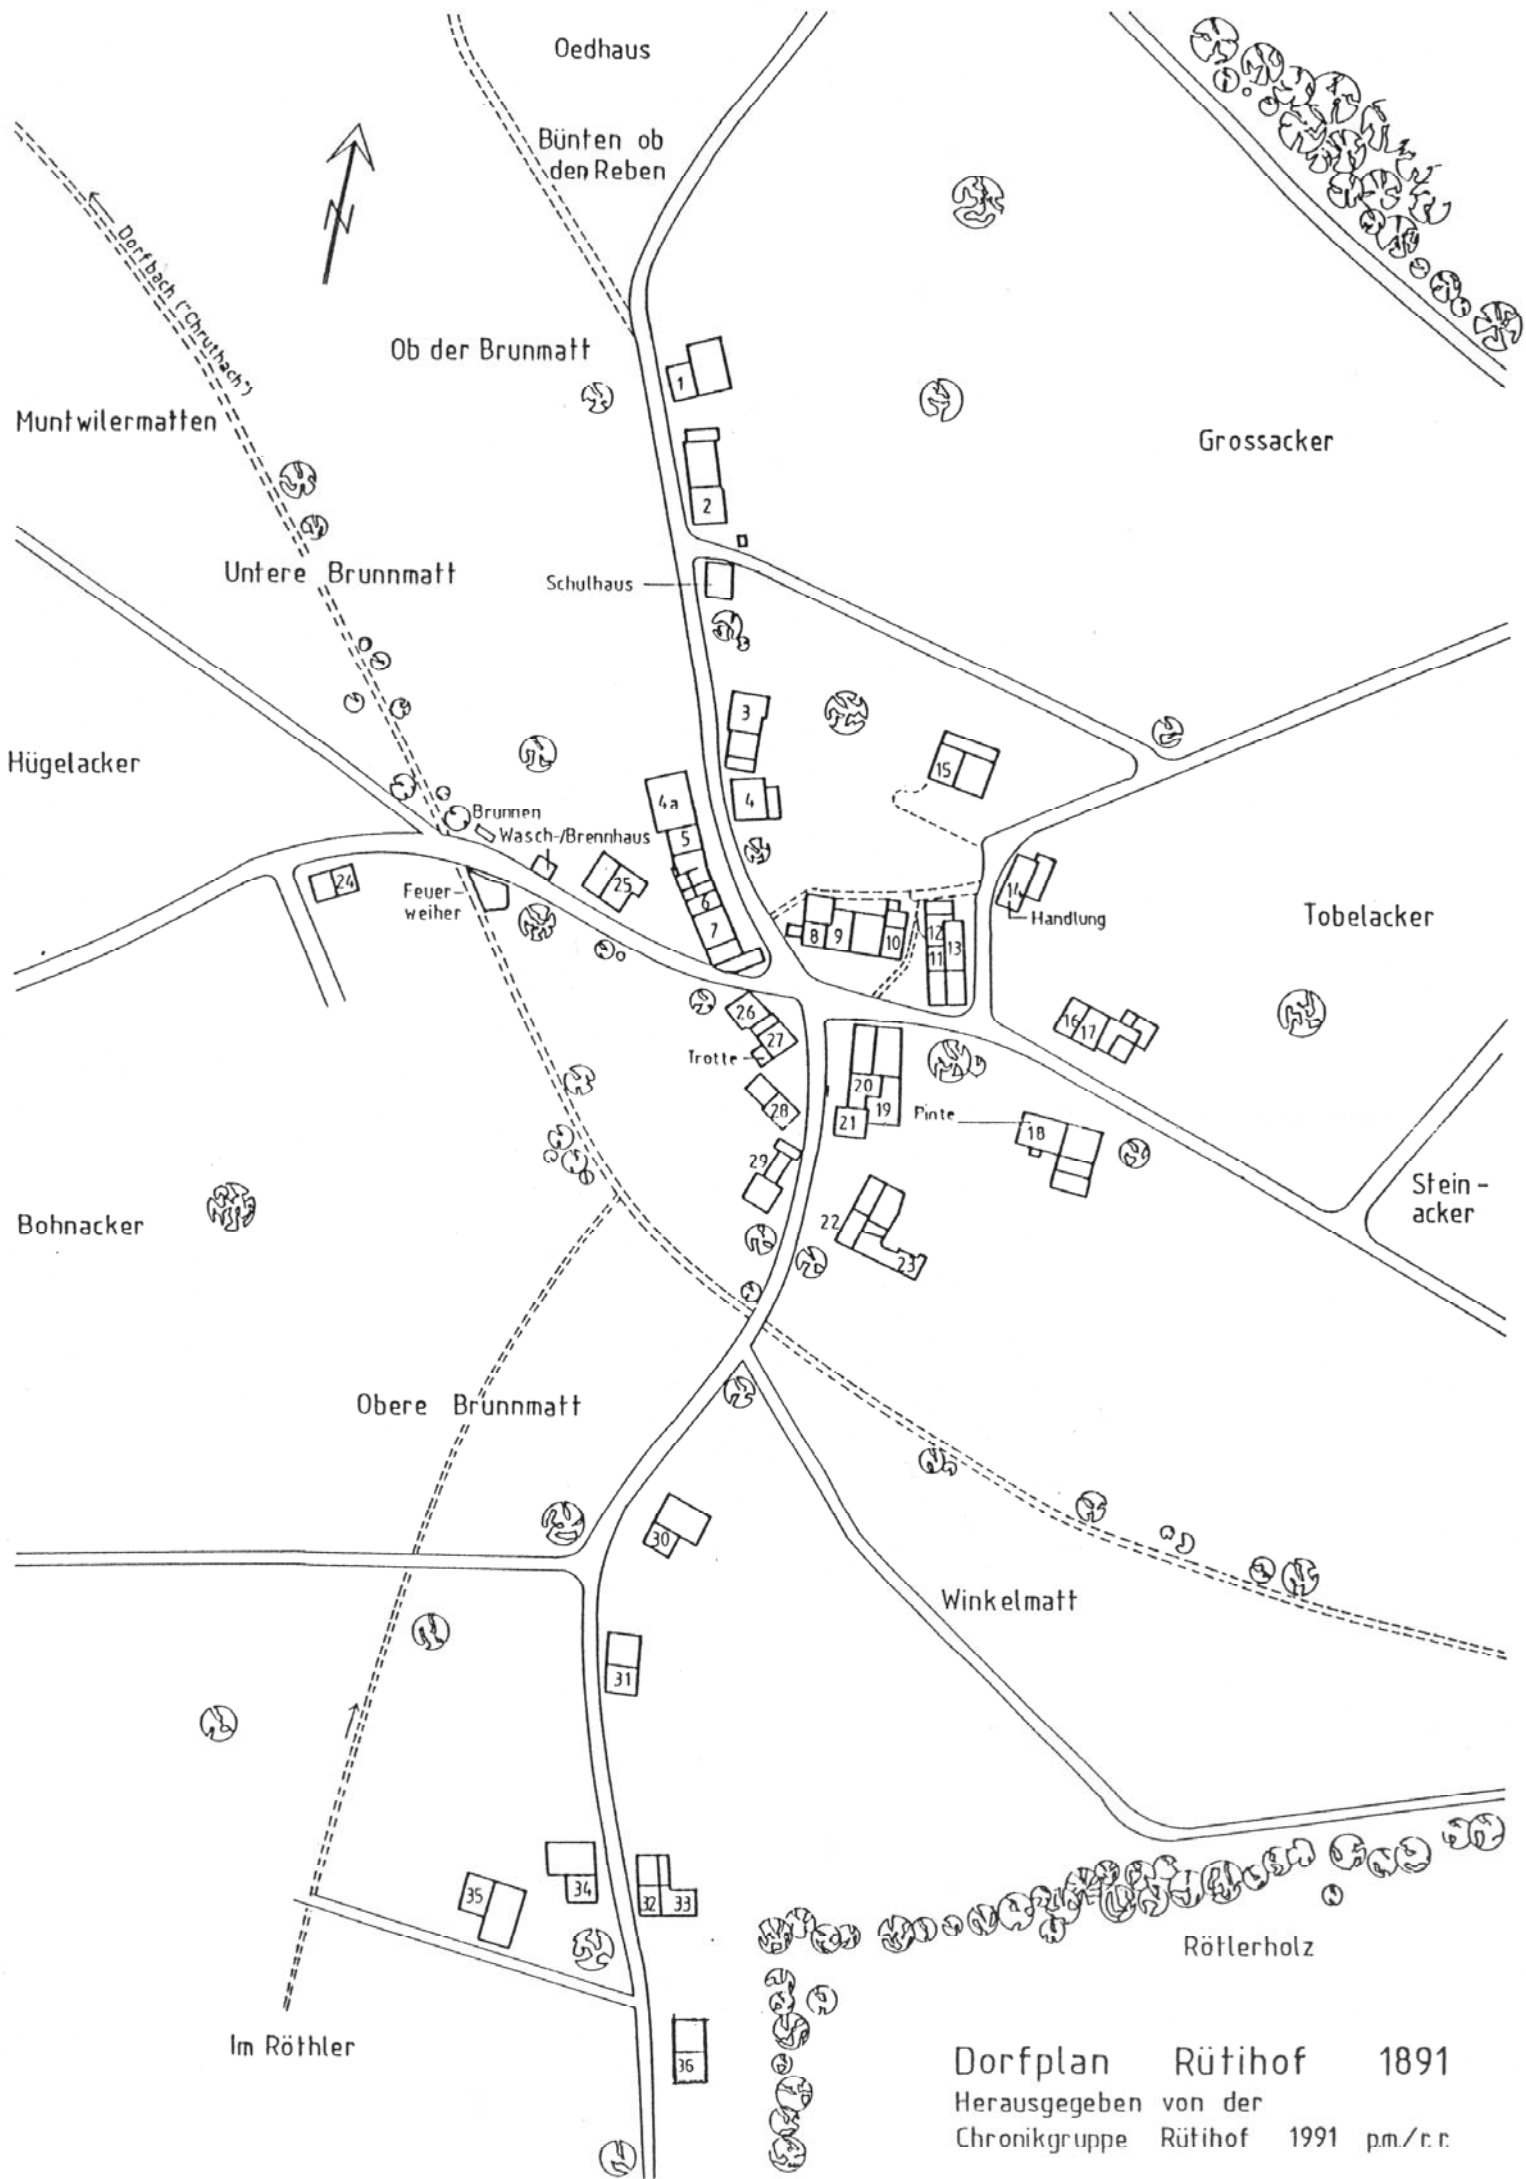 Oedhaus
Bünten ob
den Reben
N
Dorfbach ("Chruthach")
Ob der Brunmatt
1
Muntwilermatten
Grossacker
2
Untere Brunnmatt
Schulhaus
3
Hügelacker
15
4a
4
Brunnen
Wasch-/Brennhaus
5
24
25
Feuer-
weiher
6
14
Handlung
Tobelacker
7
8
9
10
12
13
11
26
27
16
17
Trotte
20
28
19
Pinte
21
18
29
Stein-
acker
Bohnacker
22
23
Obere Brunnmatt
30
Winkelmatt
31
35
34
32
33
Rötlerholz
Im Röthler
36
Dorfplan Rütihof 1891
Herausgegeben von der
Chronikgruppe Rütihof 1991 p.m./r.r.